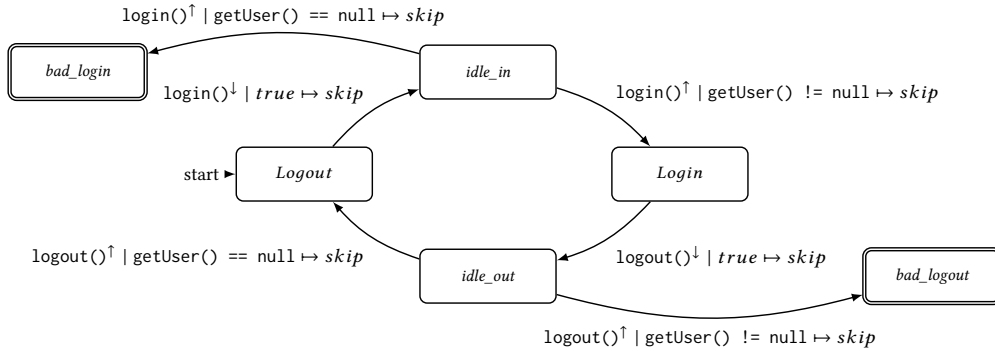 login()↑ | getUser() == null ↦ skip
bad_login
idle_in
login()↓ | true ↦ skip
login()↑ | getUser() != null ↦ skip
start
Logout
Login
logout()↑ | getUser() == null ↦ skip
idle_out
logout()↓ | true ↦ skip
bad_logout
logout()↑ | getUser() != null ↦ skip